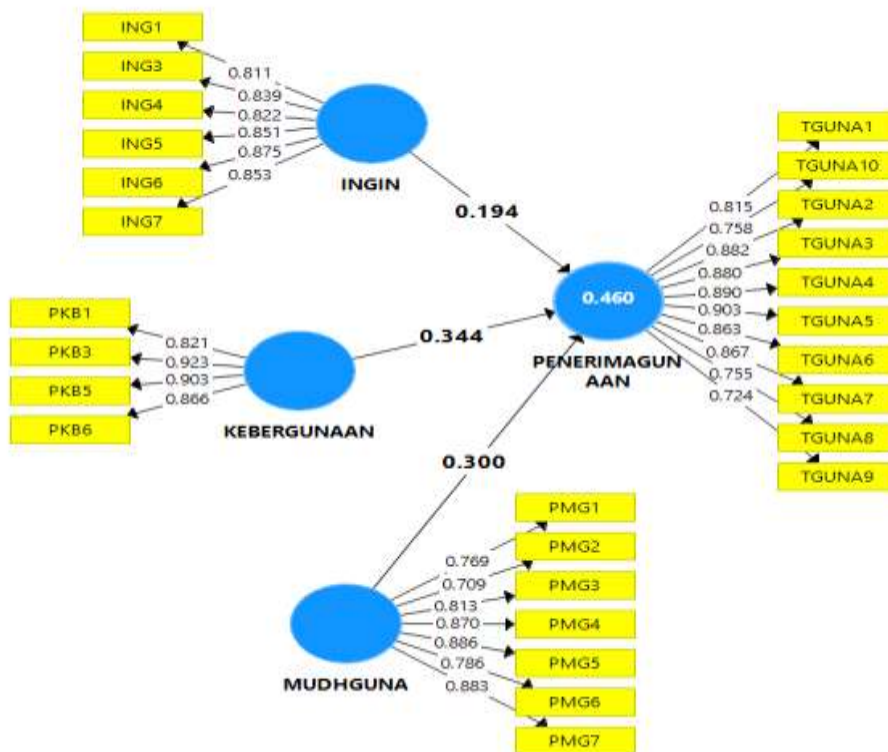 ING1
ING3
ING4
ING5
ING6
ING7
0.811
0.839
0.822
0.851
0.875
0.853
INGIN
0.194
PKB1
PKB3
PKB5
PKB6
0.821
0.923
0.903
0.866
KEBERGUNAAN
0.344
0.460
PENERIMAGUN
AAN
0.815
0.758
0.882
0.880
0.890
0.903
0.863
0.867
0.755
0.724
TGUNA1
TGUNA10
TGUNA2
TGUNA3
TGUNA4
TGUNA5
TGUNA6
TGUNA7
TGUNA8
TGUNA9
0.300
MUDHGUNA
0.769
0.709
0.813
0.870
0.886
0.786
0.883
PMG1
PMG2
PMG3
PMG4
PMG5
PMG6
PMG7